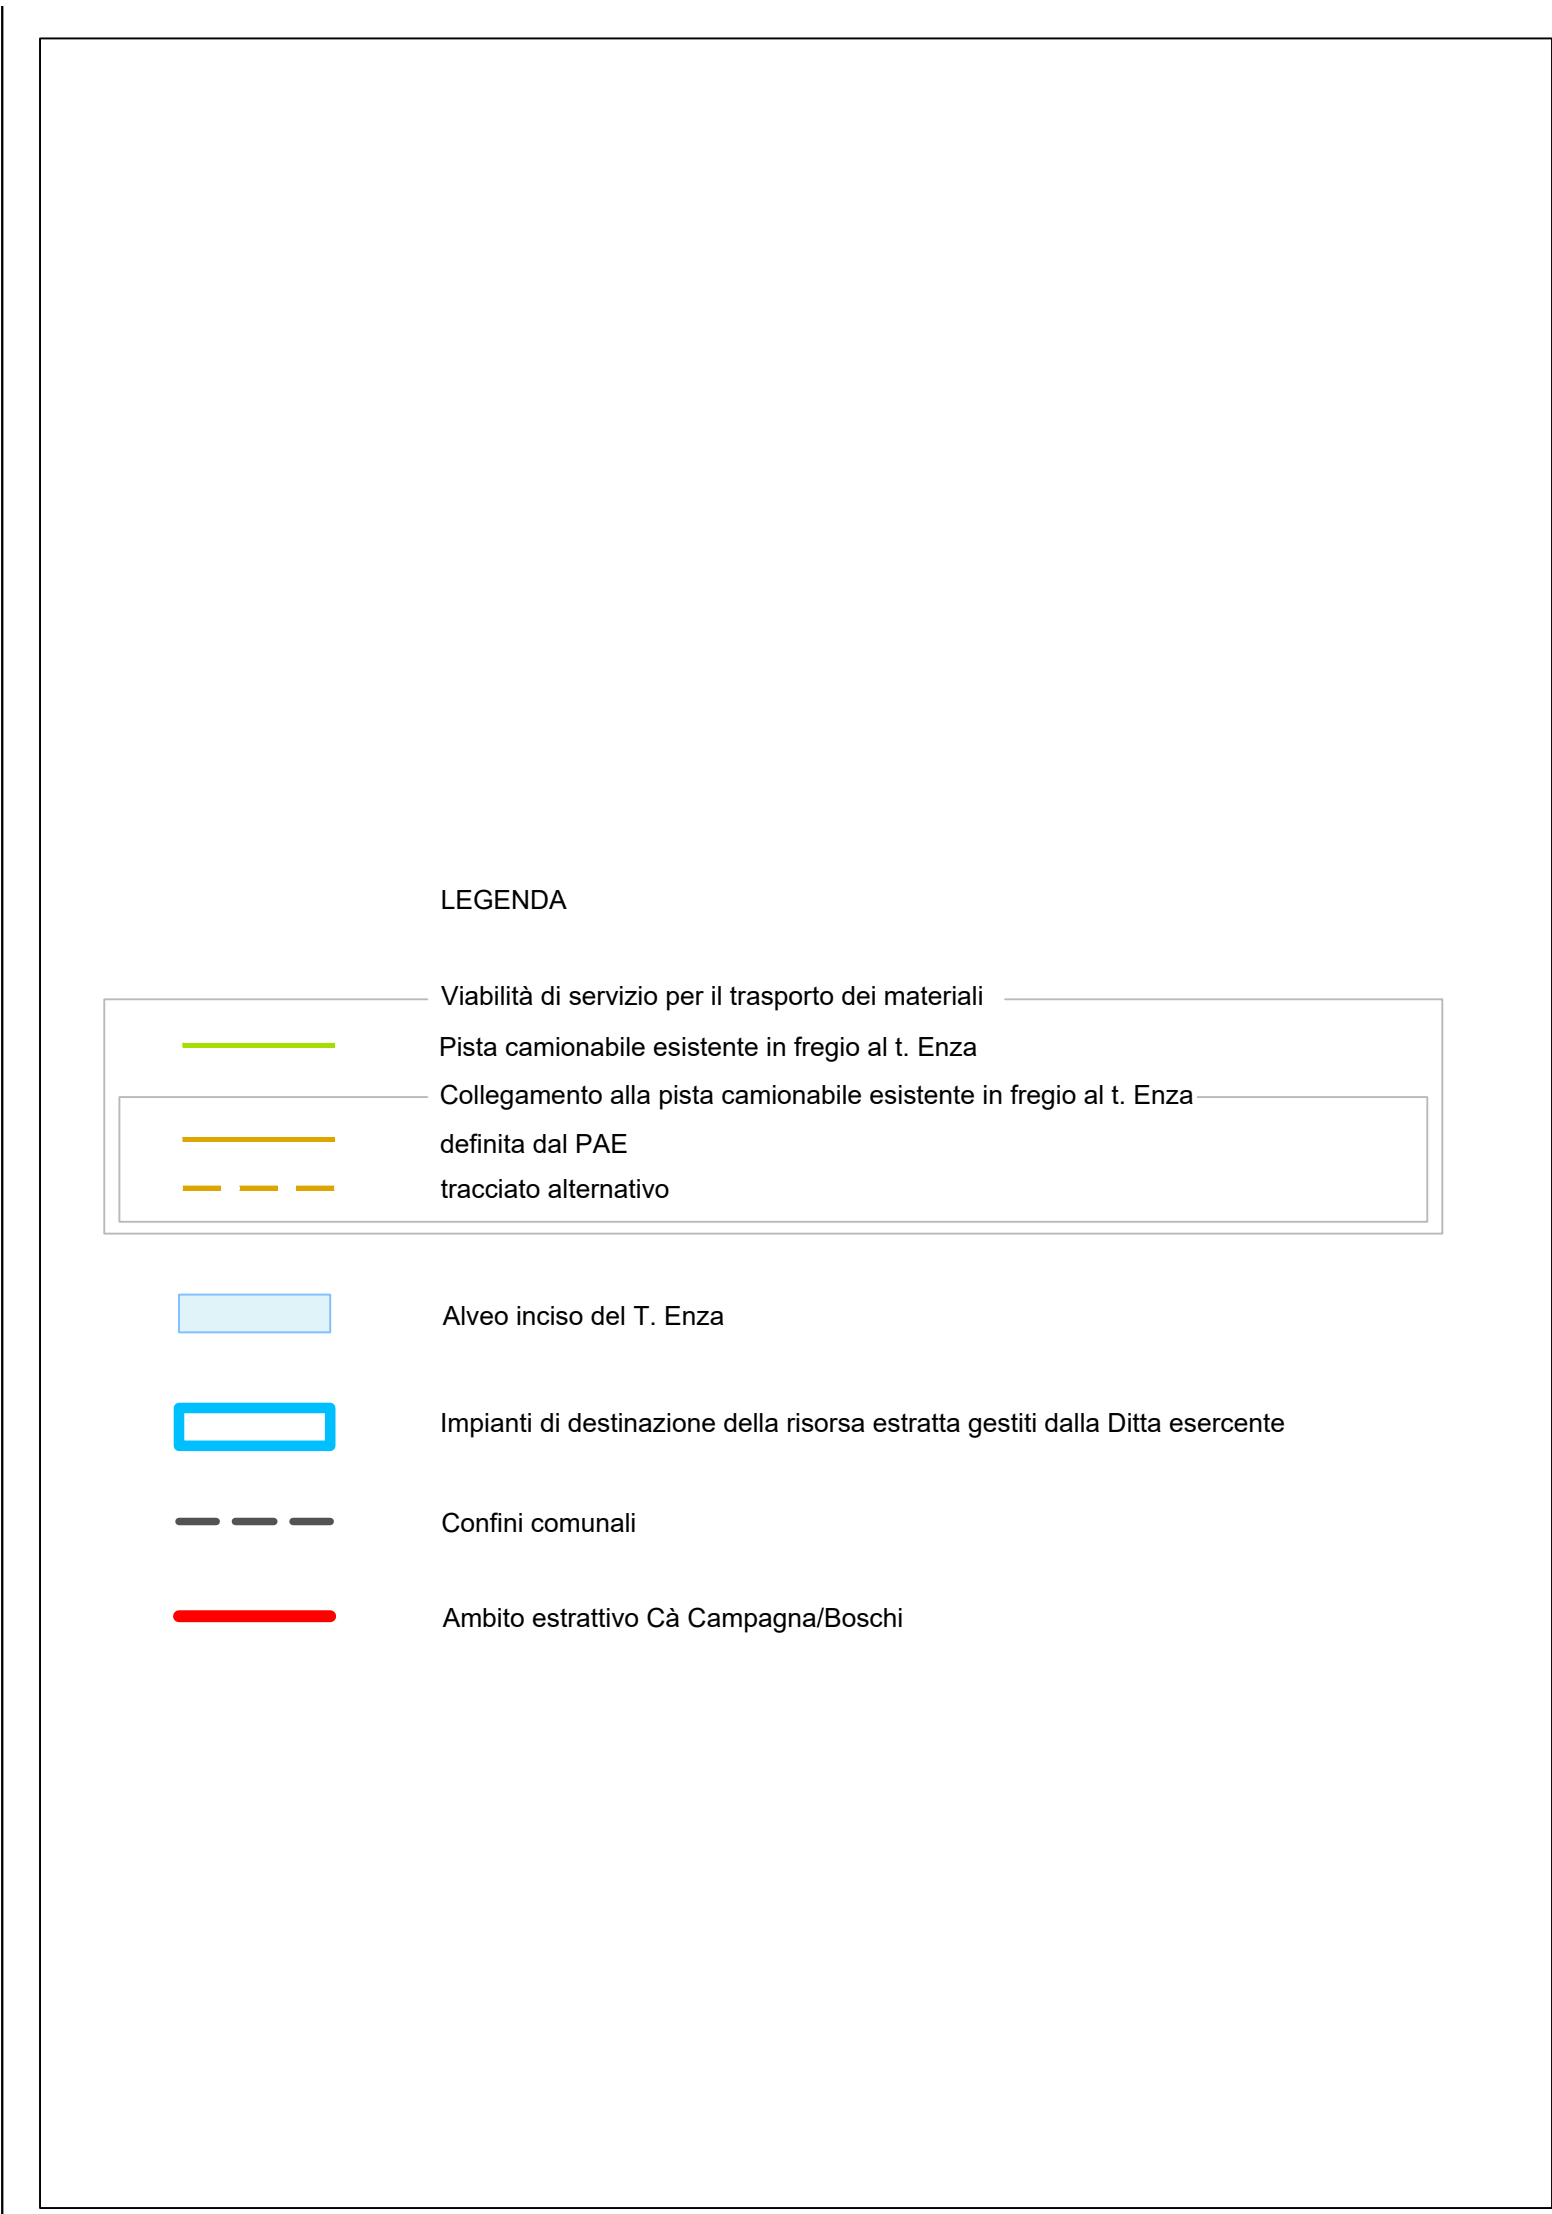 LEGENDA
Viabilità di servizio per il trasporto dei materiali
Pista camionabile esistente in fregio al t. Enza
Collegamento alla pista camionabile esistente in fregio al t. Enza
definita dal PAE
tracciato alternativo
Alveo inciso del T. Enza
Impianti di destinazione della risorsa estratta gestiti dalla Ditta esercente
Confini comunali
Ambito estrattivo Cà Campagna/Boschi